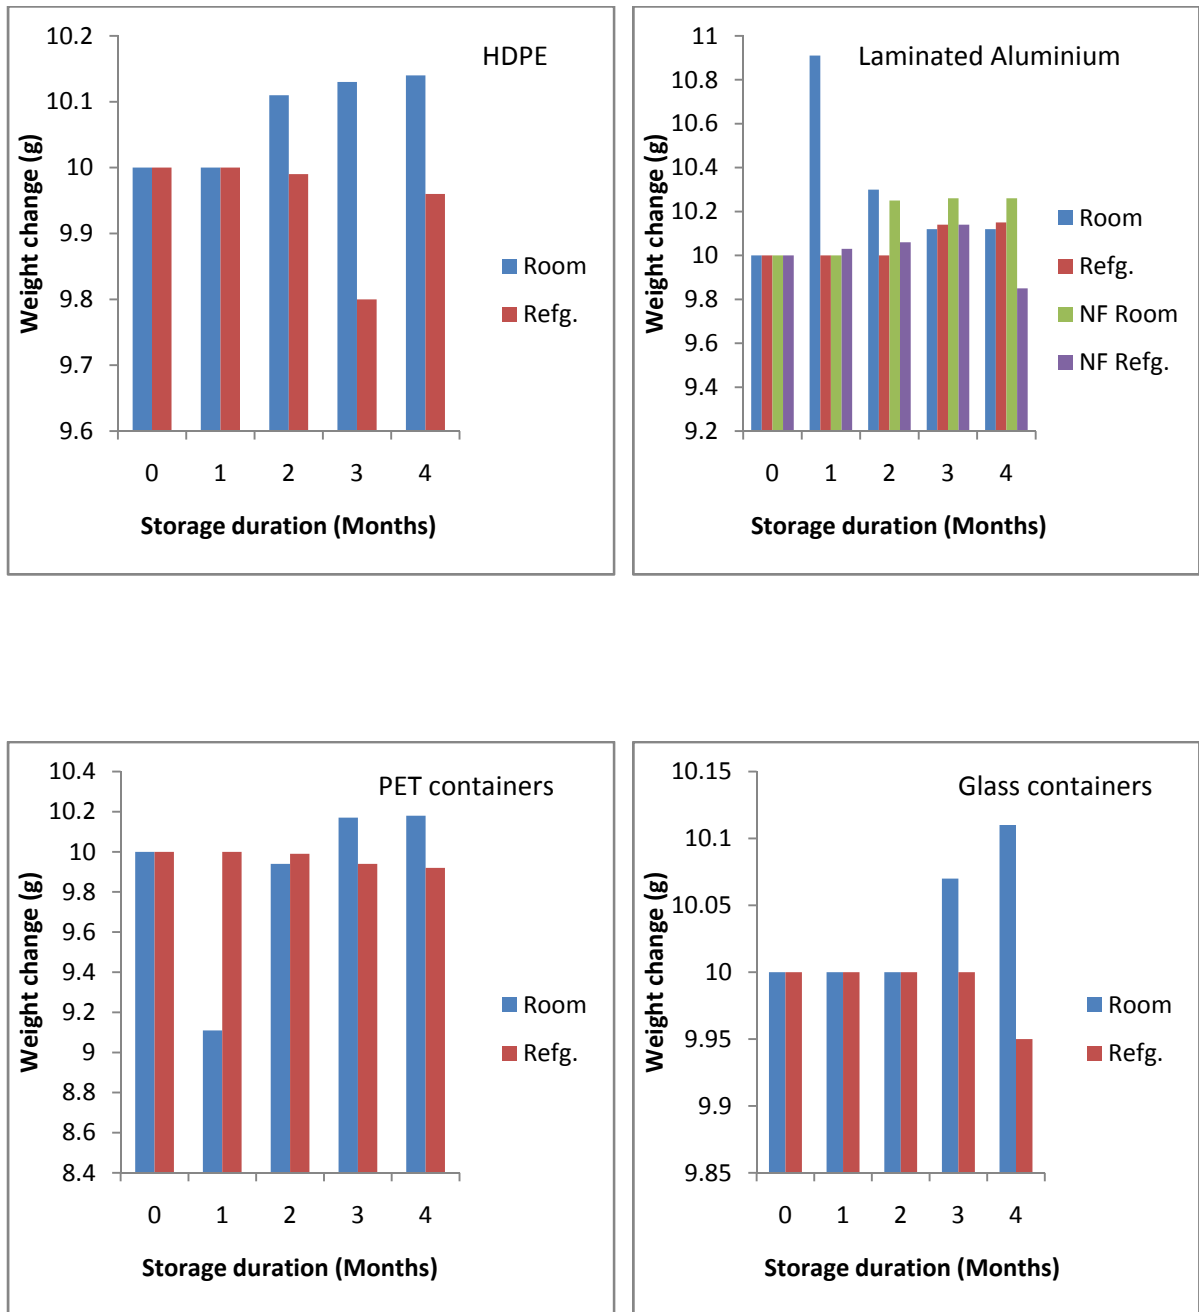 HDPE
10.2
10.1
10
9.9
9.8
9.7
9.6
Weight change (g)
0 1 2 3 4
Storage duration (Months)
Room
Refg.
Laminated Aluminium
11
10.8
10.6
10.4
10.2
10
9.8
9.6
9.4
9.2
Weight change (g)
0 1 2 3 4
Storage duration (Months)
Room
Refg.
NF Room
NF Refg.
PET containers
10.4
10.2
10
9.8
9.6
9.4
9.2
9
8.8
8.6
8.4
Weight change (g)
0 1 2 3 4
Storage duration (Months)
Room
Refg.
Glass containers
10.15
10.1
10.05
10
9.95
9.9
9.85
Weight change (g)
0 1 2 3 4
Storage duration (Months)
Room
Refg.